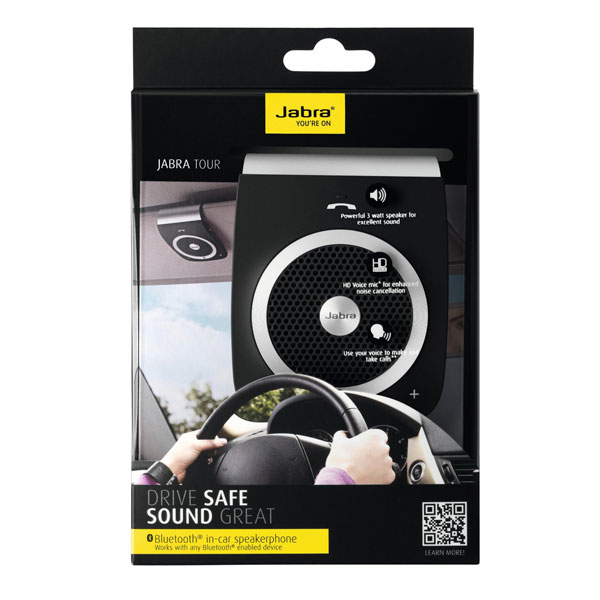 Jabra®
YOU'RE ON
JABRA TOUR
Powerful 3 watt speaker for
excellent sound
HD
VOICE
HD Voice mic* for enhanced
noise cancellation
Jabra
Use your voice to make and
take calls**
+
DRIVE SAFE
SOUND GREAT
Bluetooth® in-car speakerphone
Works with any Bluetooth® enabled device
LEARN MORE!